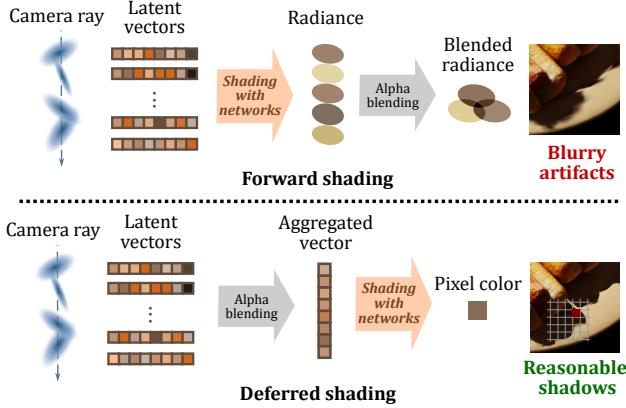 Camera ray
Latent
vectors
Shading
with
networks
Radiance
Alpha
blending
Blended
radiance
Blurry
artifacts
Forward shading
Camera ray
Latent
vectors
Alpha
blending
Aggregated
vector
Shading
with
networks
Pixel color
Reasonable
shadows
Deferred shading